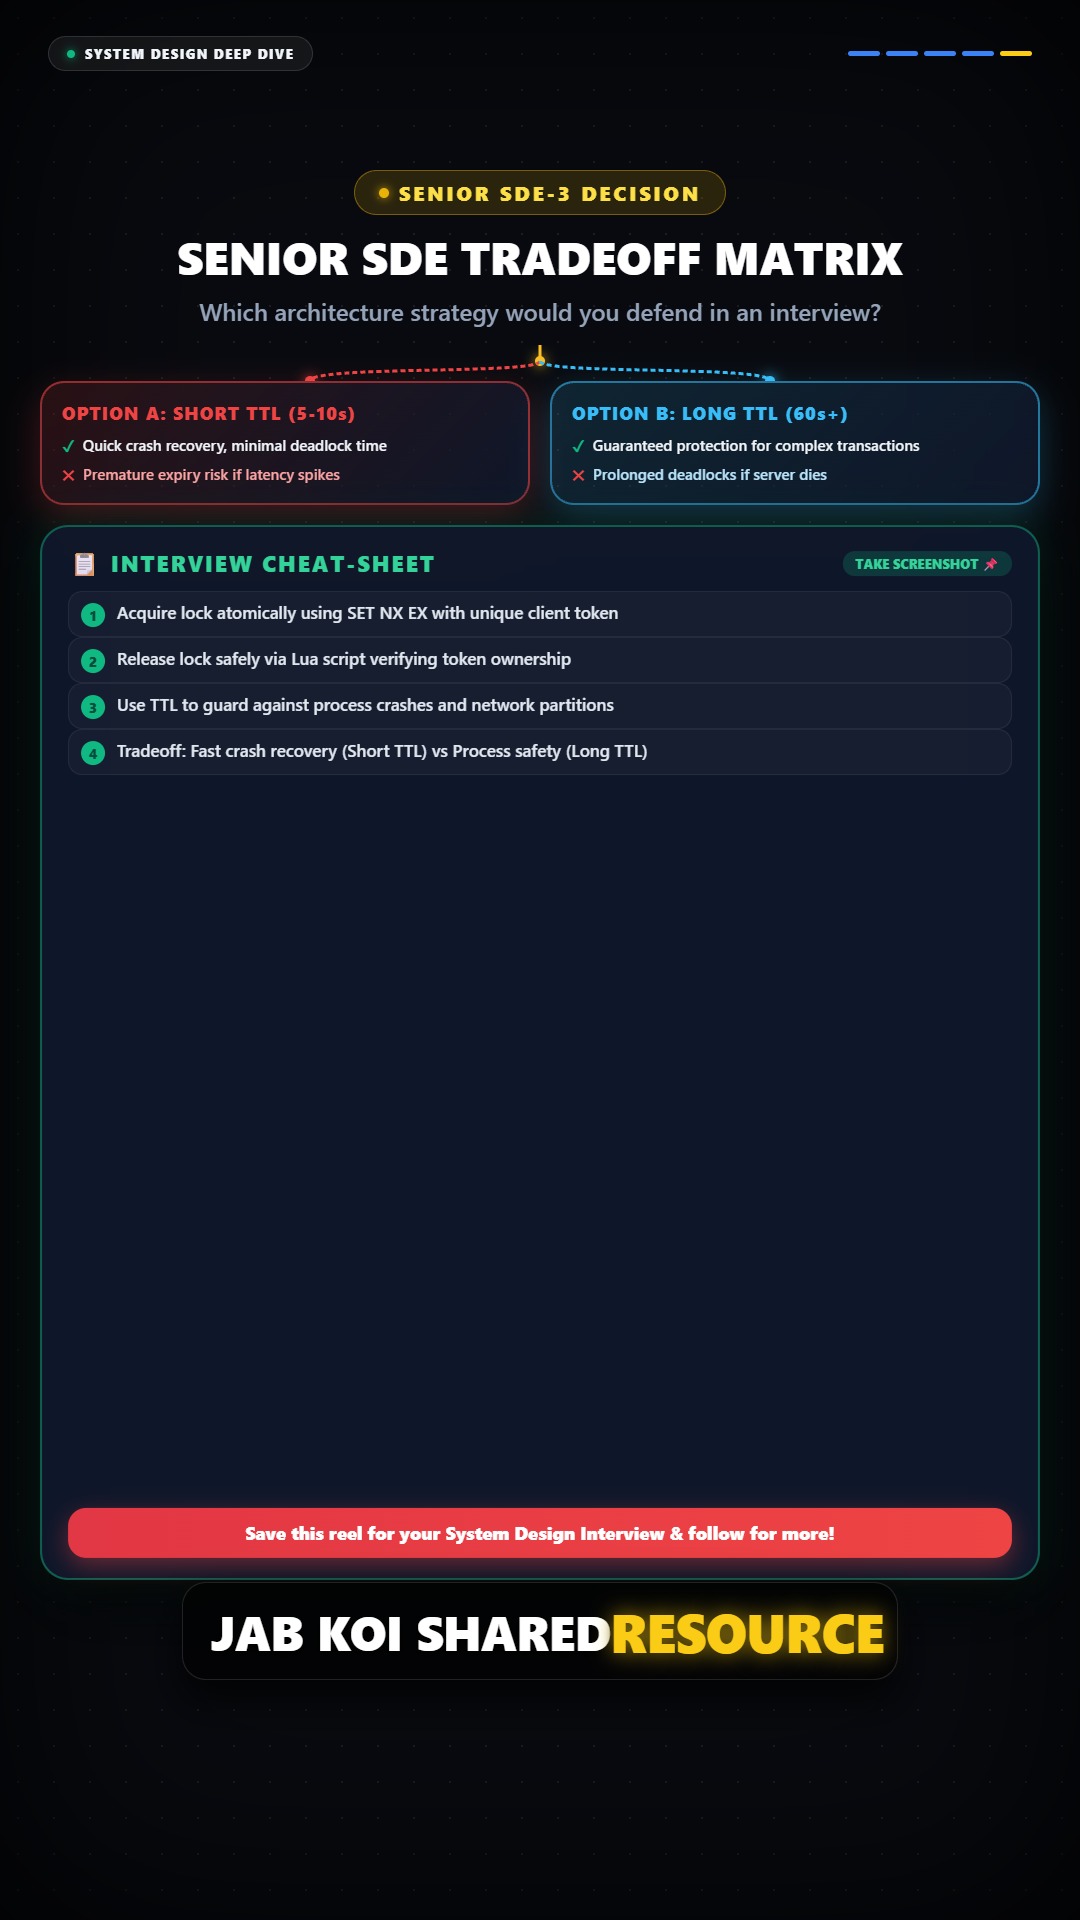 SYSTEM DESIGN DEEP DIVE
SENIOR SDE-3 DECISION
SENIOR SDE TRADEOFF MATRIX
Which architecture strategy would you defend in an interview?
OPTION A: SHORT TTL (5-10s)
✓ Quick crash recovery, minimal deadlock time
✕ Premature expiry risk if latency spikes
OPTION B: LONG TTL (60s+)
✓ Guaranteed protection for complex transactions
✕ Prolonged deadlocks if server dies
📋 INTERVIEW CHEAT-SHEET
TAKE SCREENSHOT 📌
1 Acquire lock atomically using SET NX EX with unique client token
2 Release lock safely via Lua script verifying token ownership
3 Use TTL to guard against process crashes and network partitions
4 Tradeoff: Fast crash recovery (Short TTL) vs Process safety (Long TTL)
Save this reel for your System Design Interview & follow for more!
JAB KOI SHARED RESOURCE